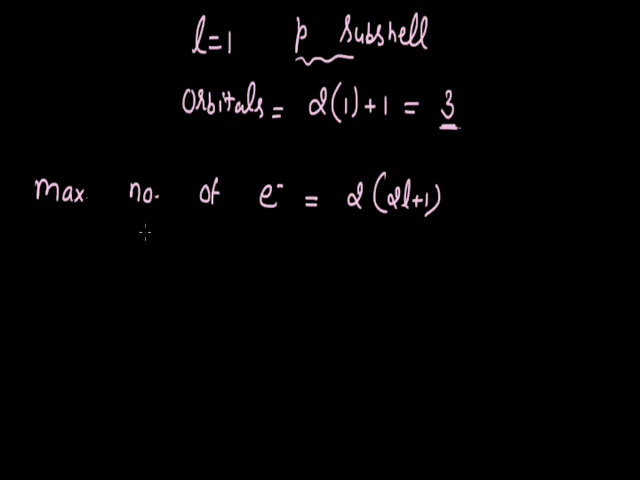 l=1 p subshell
Orbitals = 2(1)+1 = 3
max. no. of e⁻ = 2(2l+1)